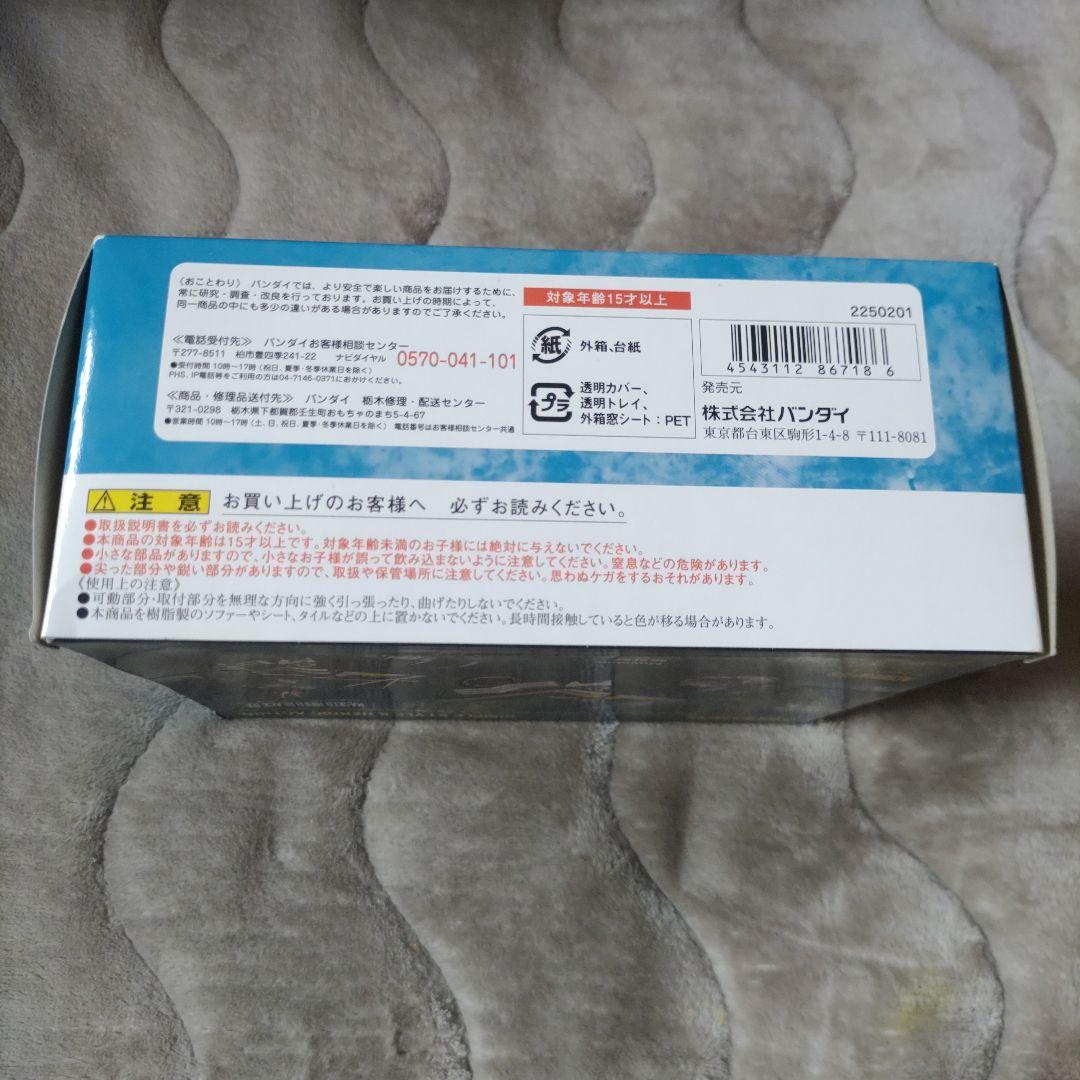 〈おことわり〉 バンダイでは、より安全で楽しい商品をお届けするために、
常に研究・調査・改良を行っております。お買い上げの時期によって、
同一商品の中にも多少の違いがある場合がありますのでご了承ください。
≪電話受付先≫ バンダイお客様相談センター
〒277-8511 柏市豊四季241-22 ナビダイヤル 0570-041-101
●受付時間 10時〜17時(祝日、夏季・冬季休業日を除く)
PHS、IP電話等をご利用の方は04-7146-0371におかけください。
≪商品・修理品送付先≫ バンダイ 栃木修理・配送センター
〒321-0298 栃木県下都賀郡壬生町おもちゃのまち5-4-67
●営業時間 10時〜17時(土、日、祝日、夏季・冬季休業日を除く) 電話番号はお客様相談センター共通
対象年齢15才以上
紙 外箱、台紙
プラ 透明カバー、
透明トレイ、
外箱窓シート：PET
2250201
4543112 86718 6
発売元
株式会社バンダイ
東京都台東区駒形1-4-8 〒111-8081
注意 お買い上げのお客様へ 必ずお読みください。
●取扱説明書を必ずお読みください。
●本商品の対象年齢は15才以上です。対象年齢未満のお子様には絶対に与えないでください。
●小さな部品がありますので、小さなお子様が誤って飲み込まないように注意してください。窒息などの危険があります。
●尖った部分や鋭い部分がありますので、取扱や保管場所に注意してください。思わぬケガをするおそれがあります。
〈使用上の注意〉
●可動部分・取付部分を無理な方向に強く引っ張ったり、曲げたりしないでください。
●本商品を樹脂製のソファーやシート、タイルなどの上に置かないでください。長時間接触していると色が移る場合があります。